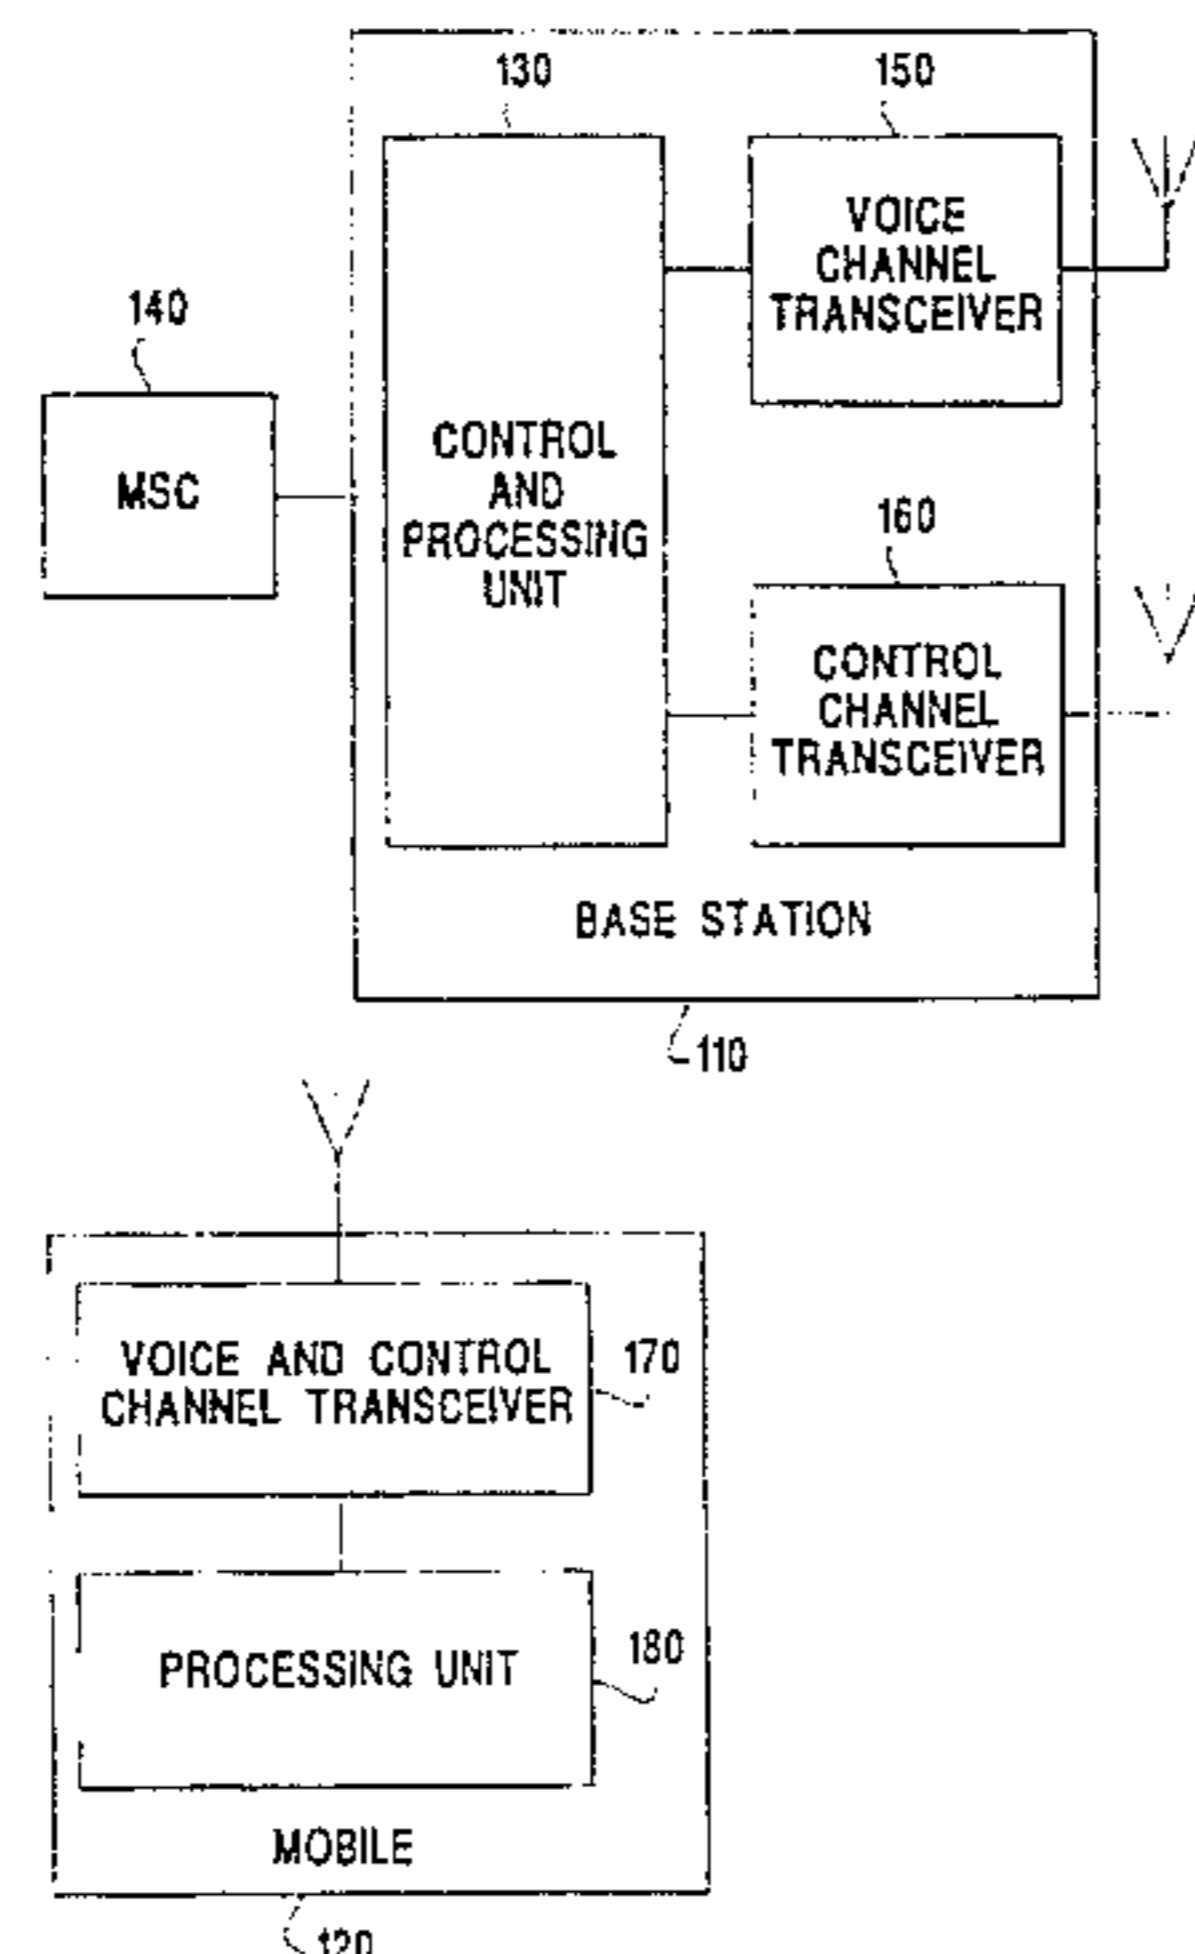 130
150
VOICE
CHANNEL
TRANSCEIVER
140
MSC
CONTROL
AND
PROCESSING
UNIT
160
CONTROL
CHANNEL
TRANSCEIVER
BASE STATION
110
VOICE AND CONTROL
CHANNEL TRANSCEIVER
170
PROCESSING UNIT
180
MOBILE
120